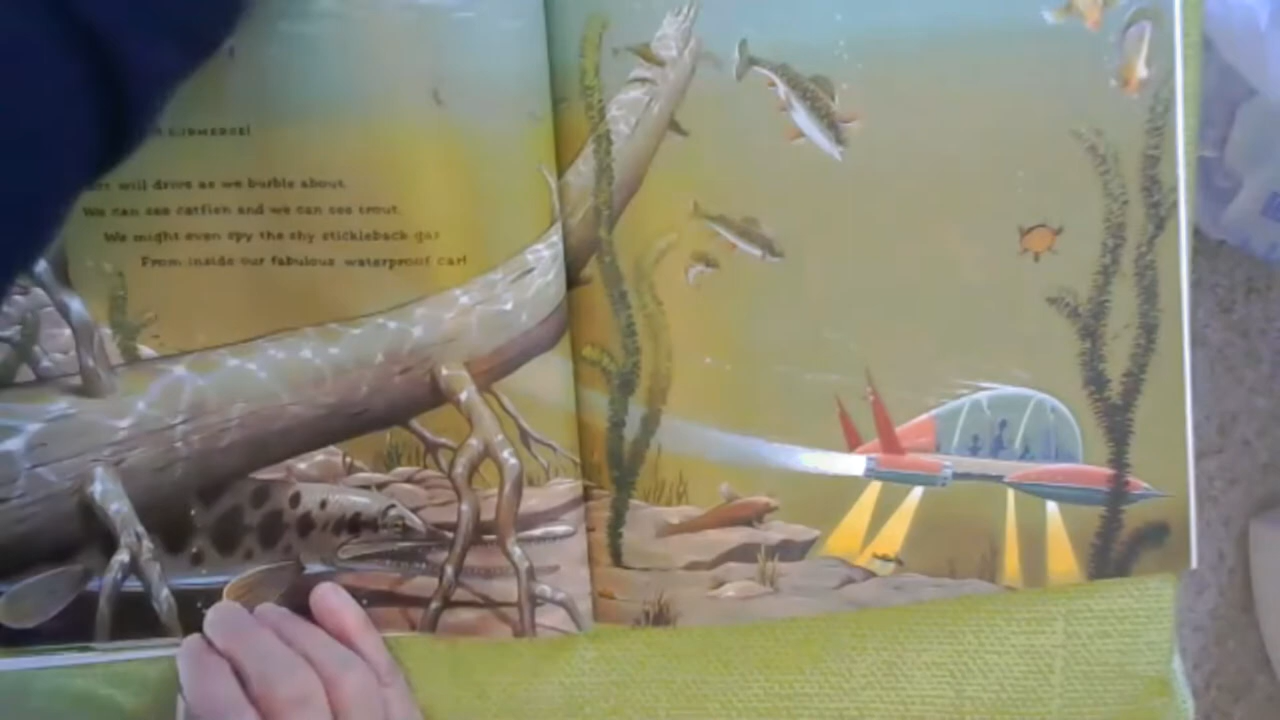 SUBMERGE!
will drive as we burble about.
We can see catfish and we can see trout.
We might even spy the shy stickleback gar
From inside our fabulous waterproof car!